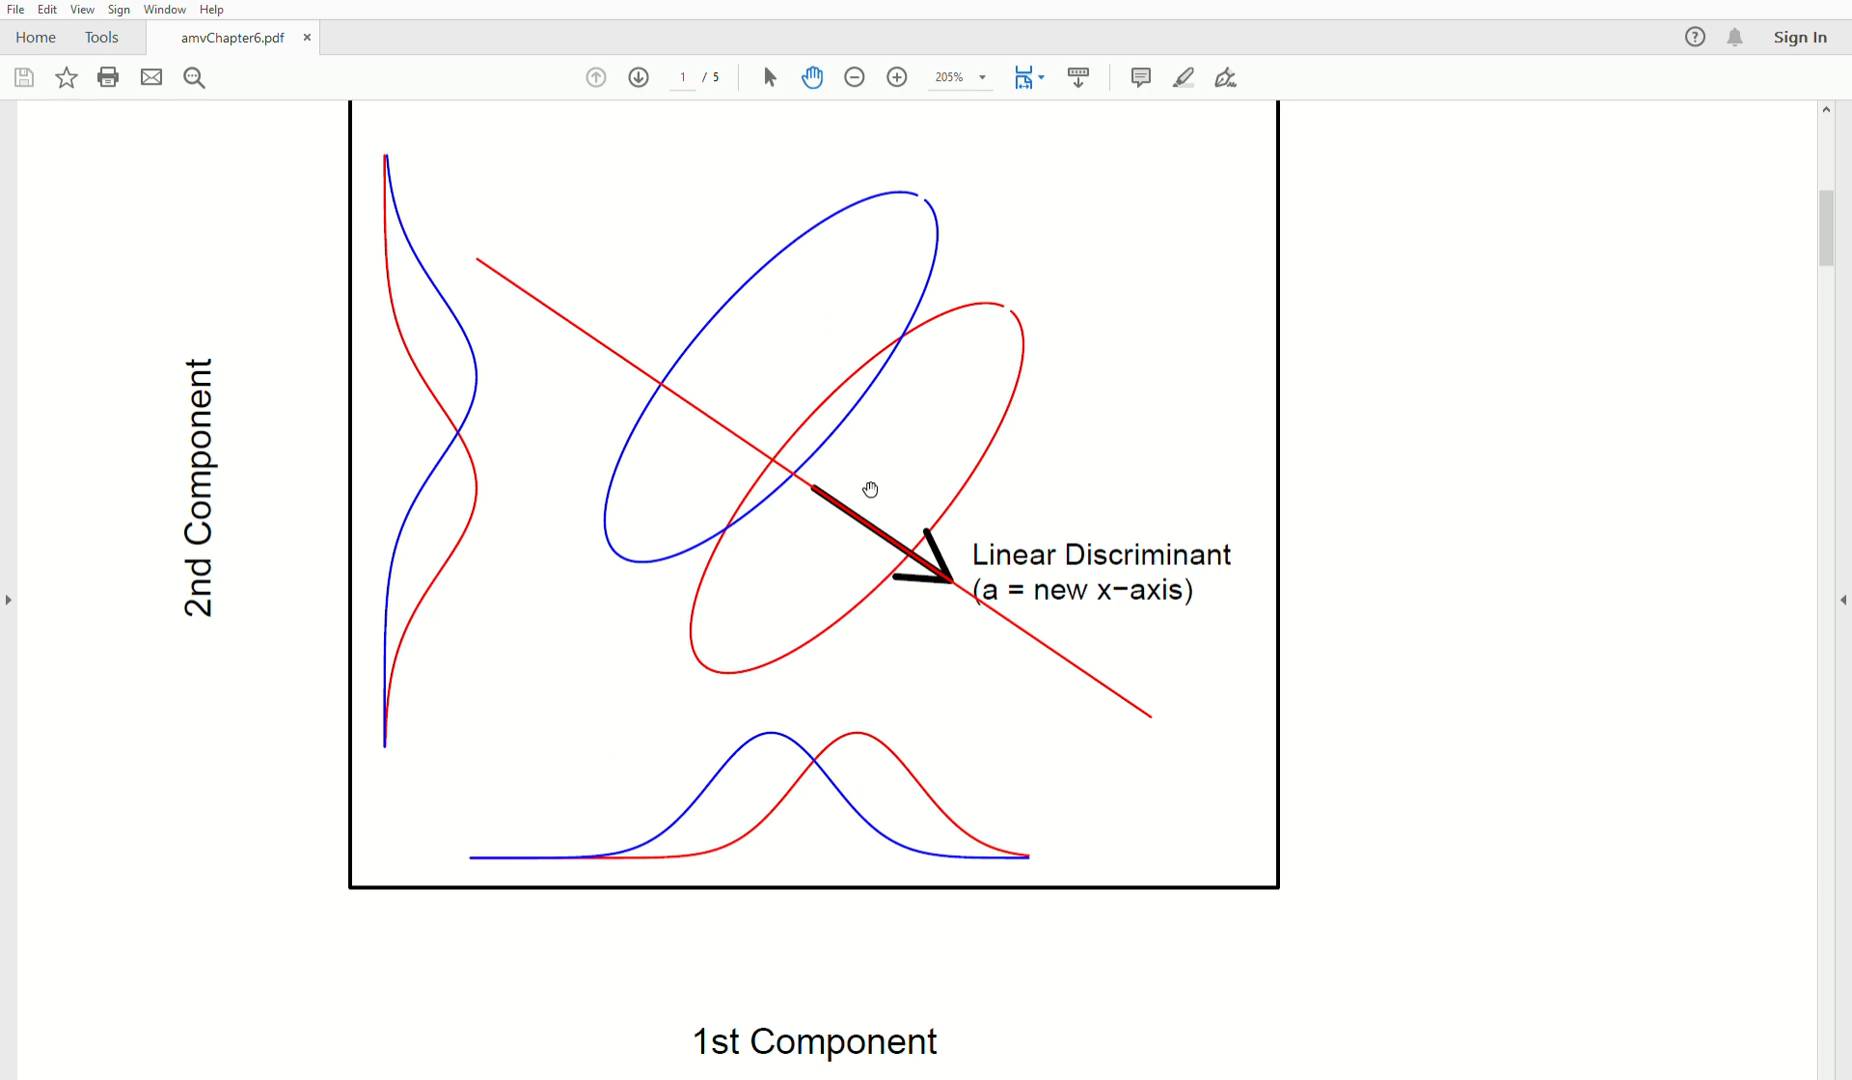 File Edit View Sign Window Help
Home Tools amvChapter6.pdf × ? Sign In
1 / 5 205%
2nd Component
Linear Discriminant
(a = new x−axis)
1st Component